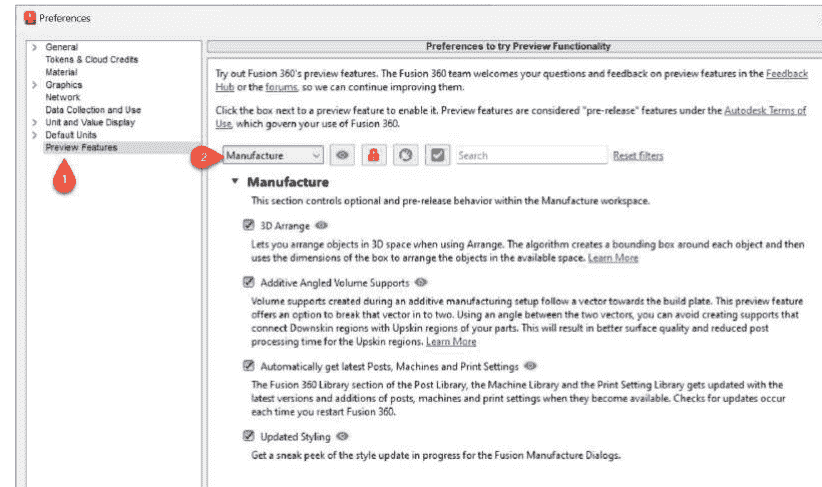 Preferences
General
Tokens & Cloud Credits
Material
Graphics
Network
Data Collection and Use
Unit and Value Display
Default Units
Preview Features
1
Preferences to try Preview Functionality
Try out Fusion 360's preview features. The Fusion 360 team welcomes your questions and feedback on preview features in the Feedback
Hub or the forums, so we can continue improving them.
Click the box next to a preview feature to enable it. Preview features are considered "pre-release" features under the Autodesk Terms of
Use, which govern your use of Fusion 360.
2 Manufacture Search Reset filters
Manufacture
This section controls optional and pre-release behavior within the Manufacture workspace.
3D Arrange
Lets you arrange objects in 3D space when using Arrange. The algorithm creates a bounding box around each object and then
uses the dimensions of the box to arrange the objects in the available space. Learn More
Additive Angled Volume Supports
Volume supports created during an additive manufacturing setup follow a vector towards the build plate. This preview feature
offers an option to break that vector in to two. Using an angle between the two vectors, you can avoid creating supports that
connect Downskin regions with Upskin regions of your parts. This will result in better surface quality and reduced post
processing time for the Upskin regions. Learn More
Automatically get latest Posts, Machines and Print Settings
The Fusion 360 Library section of the Post Library, the Machine Library and the Print Setting Library gets updated with the
latest versions and additions of posts, machines and print settings when they become available. Checks for updates occur
each time you restart Fusion 360.
Updated Styling
Get a sneak peek of the style update in progress for the Fusion Manufacture Dialogs.